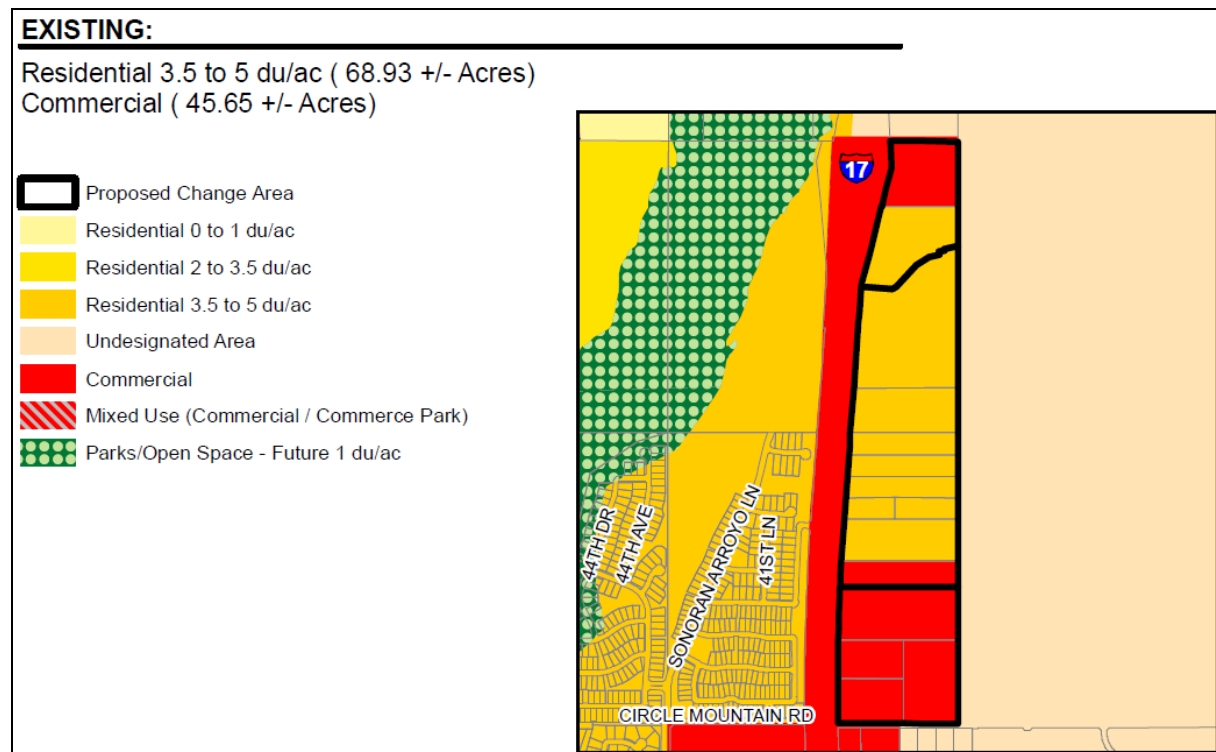 EXISTING:
Residential 3.5 to 5 du/ac ( 68.93 +/- Acres)
Commercial ( 45.65 +/- Acres)
Proposed Change Area
Residential 0 to 1 du/ac
Residential 2 to 3.5 du/ac
Residential 3.5 to 5 du/ac
Undesignated Area
Commercial
Mixed Use (Commercial / Commerce Park)
Parks/Open Space - Future 1 du/ac
17
44TH DR
44TH AVE
SONORAN ARROYO LN
41ST LN
CIRCLE MOUNTAIN RD